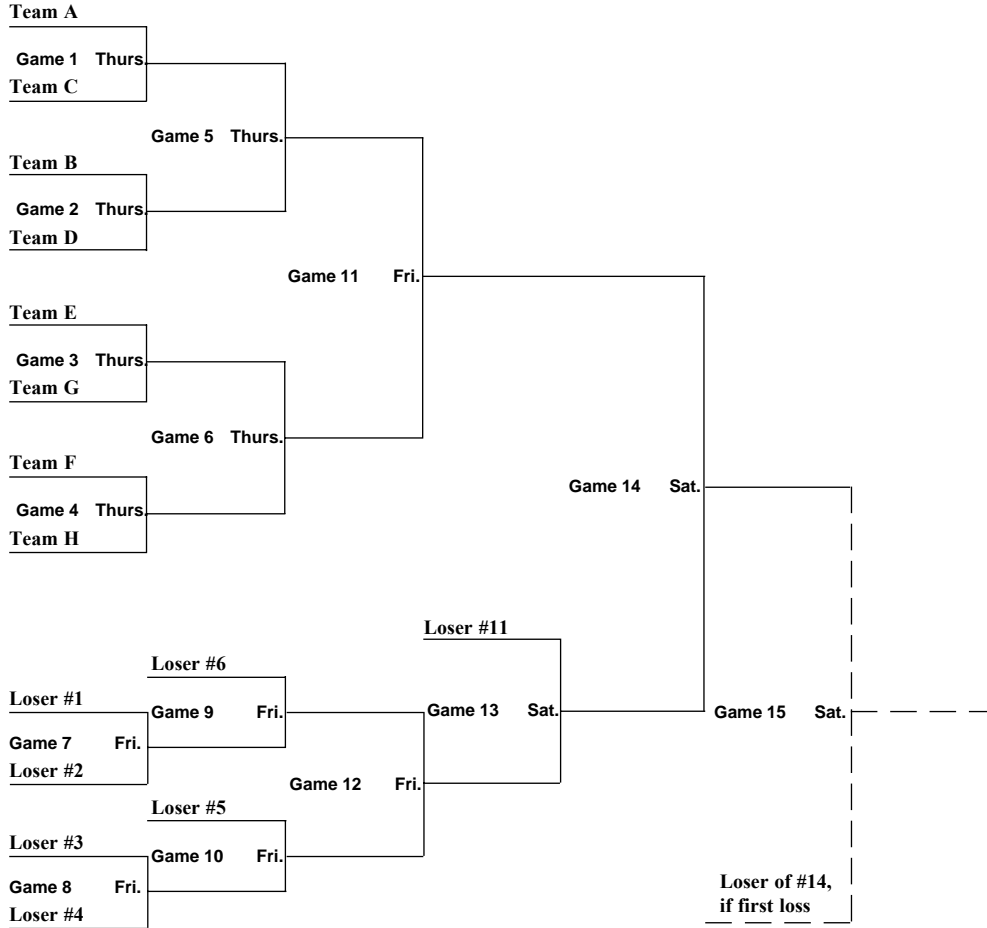 Team A
Game 1 Thurs.
Team C
Game 5 Thurs.
Team B
Game 2 Thurs.
Team D
Game 11 Fri.
Team E
Game 3 Thurs.
Team G
Game 6 Thurs.
Team F
Game 4 Thurs.
Team H
Game 14 Sat.
Loser #11
Loser #6
Loser #1
Game 9 Fri.
Game 13 Sat.
Game 15 Sat.
Game 7 Fri.
Loser #2
Game 12 Fri.
Loser #5
Loser #3
Game 10 Fri.
Game 8 Fri.
Loser #4
Loser of #14,
if first loss